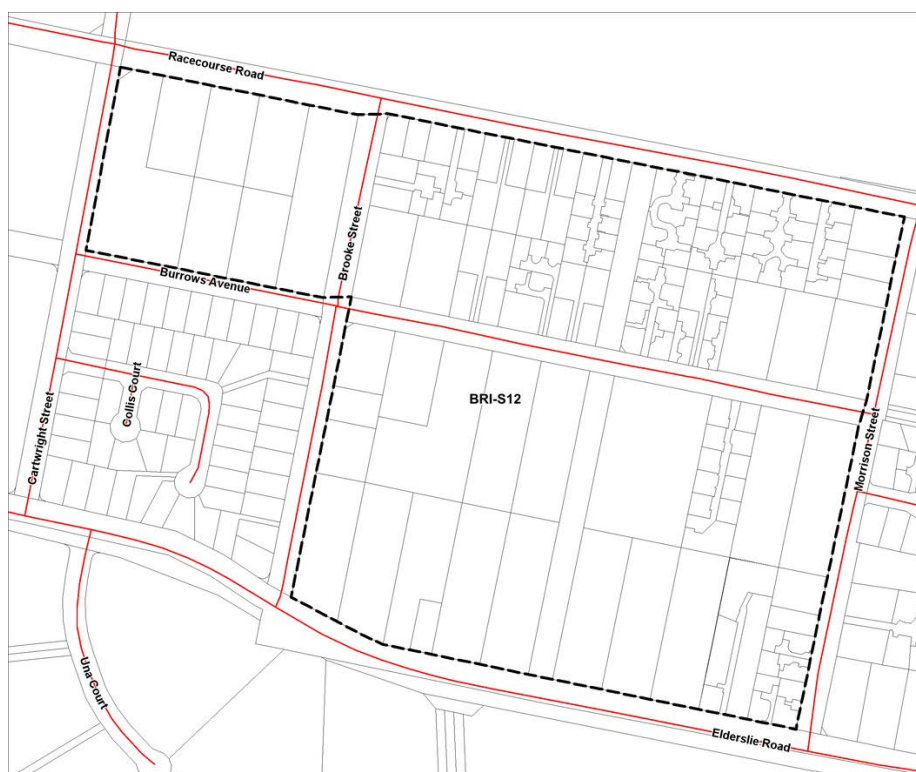 Racecourse Road
Brooke Street
Burrows Avenue
Collis Court
Cartwright Street
BRI-S12
Morrison Street
Una Court
Elderslie Road